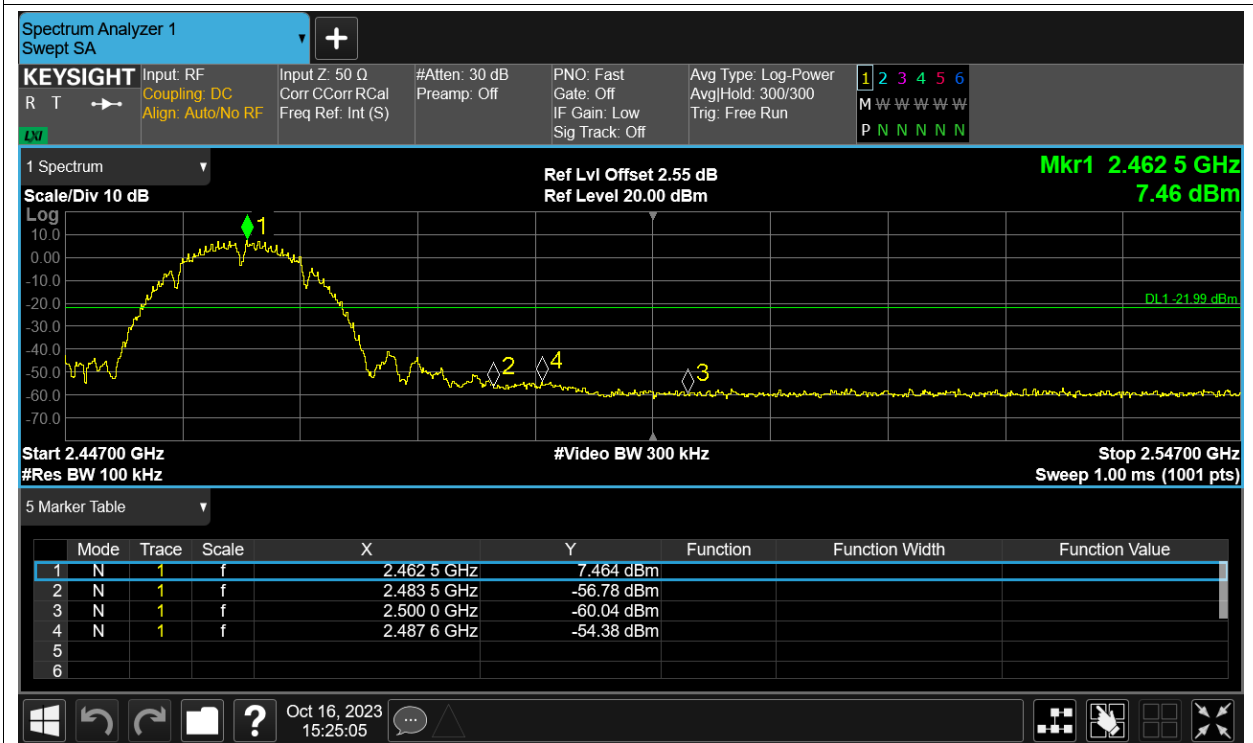 Spectrum Analyzer 1
Swept SA
+
KEYSIGHT Input: RF Input Z: 50 Ω #Atten: 30 dB PNO: Fast Avg Type: Log-Power 1 2 3 4 5 6
R T Coupling: DC Corr CCorr RCal Preamp: Off Gate: Off Avg|Hold: 300/300 M W W W W W
Align: Auto/No RF Freq Ref: Int (S) IF Gain: Low Trig: Free Run
LXI Sig Track: Off P N N N N N
1 Spectrum Ref Lvl Offset 2.55 dB Mkr1 2.462 5 GHz
Scale/Div 10 dB Ref Level 20.00 dBm 7.46 dBm
Log
1
10.0
0.00
-10.0
-20.0 DL1 -21.99 dBm
-30.0
-40.0
-50.0 2 4 3
-60.0
-70.0
Start 2.44700 GHz #Video BW 300 kHz Stop 2.54700 GHz
#Res BW 100 kHz Sweep 1.00 ms (1001 pts)
5 Marker Table
Mode Trace Scale X Y Function Function Width Function Value
1 N 1 f 2.462 5 GHz 7.464 dBm
2 N 1 f 2.483 5 GHz -56.78 dBm
3 N 1 f 2.500 0 GHz -60.04 dBm
4 N 1 f 2.487 6 GHz -54.38 dBm
5
6
? Oct 16, 2023
15:25:05